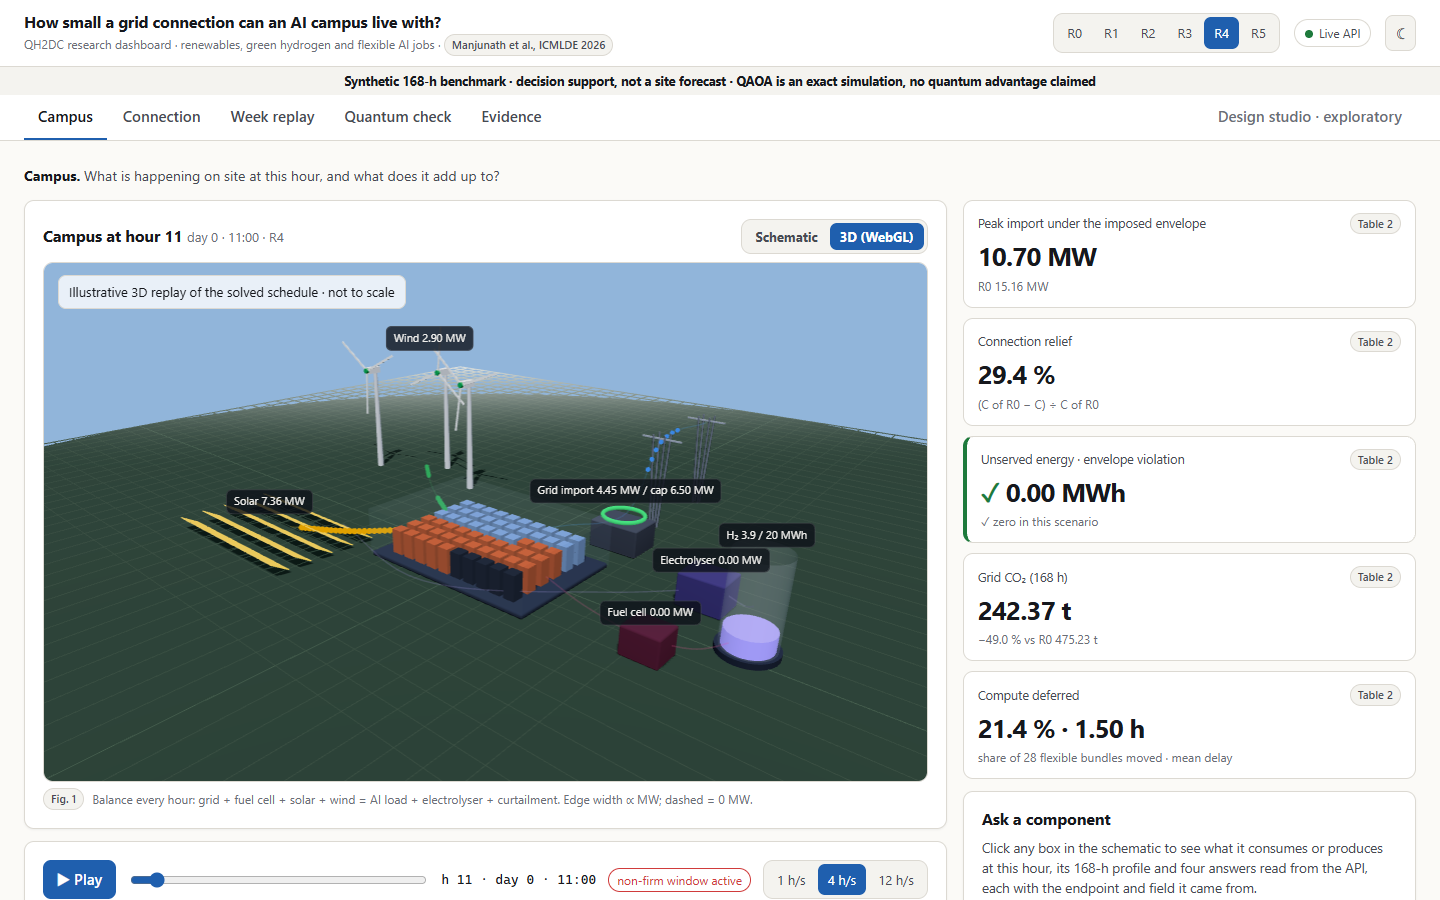 How small a grid connection can an AI campus live with?
QH2DC research dashboard · renewables, green hydrogen and flexible AI jobs · Manjunath et al., ICMLDE 2026
R0 R1 R2 R3 R4 R5
Live API
Synthetic 168-h benchmark · decision support, not a site forecast · QAOA is an exact simulation, no quantum advantage claimed
Campus Connection Week replay Quantum check Evidence Design studio · exploratory
Campus. What is happening on site at this hour, and what does it add up to?
Campus at hour 11 day 0 · 11:00 · R4
Schematic 3D (WebGL)
Illustrative 3D replay of the solved schedule · not to scale
Wind 2.90 MW
Solar 7.36 MW
Grid import 4.45 MW / cap 6.50 MW
H₂ 3.9 / 20 MWh
Electrolyser 0.00 MW
Fuel cell 0.00 MW
Fig. 1 Balance every hour: grid + fuel cell + solar + wind = AI load + electrolyser + curtailment. Edge width ∝ MW; dashed = 0 MW.
▶ Play
h 11 · day 0 · 11:00
non-firm window active
1 h/s 4 h/s 12 h/s
Peak import under the imposed envelope Table 2
10.70 MW
R0 15.16 MW
Connection relief Table 2
29.4 %
(C of R0 − C) ÷ C of R0
Unserved energy · envelope violation Table 2
✓ 0.00 MWh
✓ zero in this scenario
Grid CO₂ (168 h) Table 2
242.37 t
−49.0 % vs R0 475.23 t
Compute deferred Table 2
21.4 % · 1.50 h
share of 28 flexible bundles moved · mean delay
Ask a component
Click any box in the schematic to see what it consumes or produces
at this hour, its 168-h profile and four answers read from the API,
each with the endpoint and field it came from.